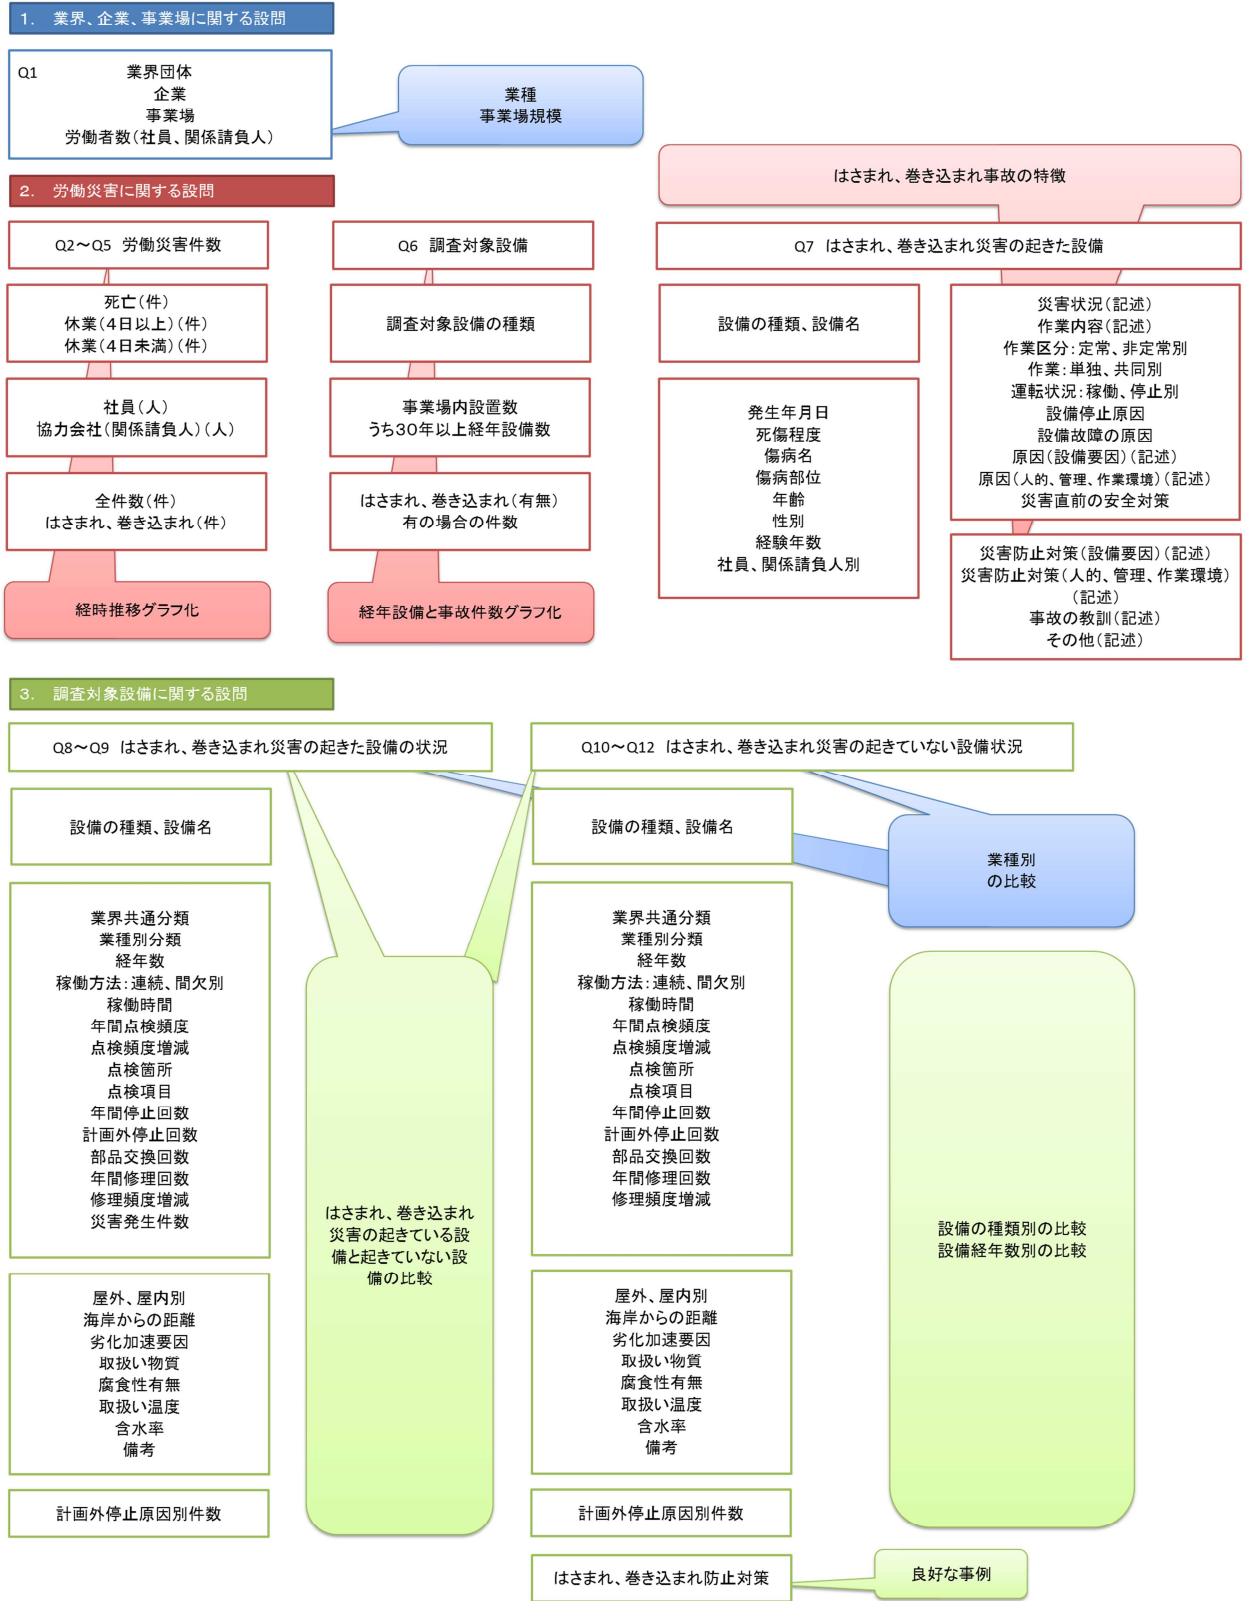 1. 業界、企業、事業場に関する設問
Q1 業界団体
企業
事業場
労働者数(社員、関係請負人)
業種
事業場規模
2. 労働災害に関する設問
はさまれ、巻き込まれ事故の特徴
Q2～Q5 労働災害件数
死亡(件)
休業(4日以上)(件)
休業(4日未満)(件)
社員(人)
協力会社(関係請負人)(人)
全件数(件)
はさまれ、巻き込まれ(件)
経時推移グラフ化
Q6 調査対象設備
調査対象設備の種類
事業場内設置数
うち30年以上経年設備数
はさまれ、巻き込まれ(有無)
有の場合の件数
経年設備と事故件数グラフ化
Q7 はさまれ、巻き込まれ災害の起きた設備
設備の種類、設備名
発生年月日
死傷程度
傷病名
傷病部位
年齢
性別
経験年数
社員、関係請負人別
災害状況(記述)
作業内容(記述)
作業区分:定常、非定常別
作業:単独、共同別
運転状況:稼働、停止別
設備停止原因
設備故障の原因
原因(設備要因)(記述)
原因(人的、管理、作業環境)(記述)
災害直前の安全対策
災害防止対策(設備要因)(記述)
災害防止対策(人的、管理、作業環境)
(記述)
事故の教訓(記述)
その他(記述)
3. 調査対象設備に関する設問
Q8～Q9 はさまれ、巻き込まれ災害の起きた設備の状況
設備の種類、設備名
業界共通分類
業種別分類
経年数
稼働方法:連続、間欠別
稼働時間
年間点検頻度
点検頻度増減
点検箇所
点検項目
年間停止回数
計画外停止回数
部品交換回数
年間修理回数
修理頻度増減
災害発生件数
屋外、屋内別
海岸からの距離
劣化加速要因
取扱い物質
腐食性有無
取扱い温度
含水率
備考
計画外停止原因別件数
はさまれ、巻き込まれ
災害の起きている設
備と起きていない設
備の比較
Q10～Q12 はさまれ、巻き込まれ災害の起きていない設備状況
設備の種類、設備名
業界共通分類
業種別分類
経年数
稼働方法:連続、間欠別
稼働時間
年間点検頻度
点検頻度増減
点検箇所
点検項目
年間停止回数
計画外停止回数
部品交換回数
年間修理回数
修理頻度増減
屋外、屋内別
海岸からの距離
劣化加速要因
取扱い物質
腐食性有無
取扱い温度
含水率
備考
計画外停止原因別件数
はさまれ、巻き込まれ防止対策
業種別
の比較
設備の種類別の比較
設備経年数別の比較
良好な事例